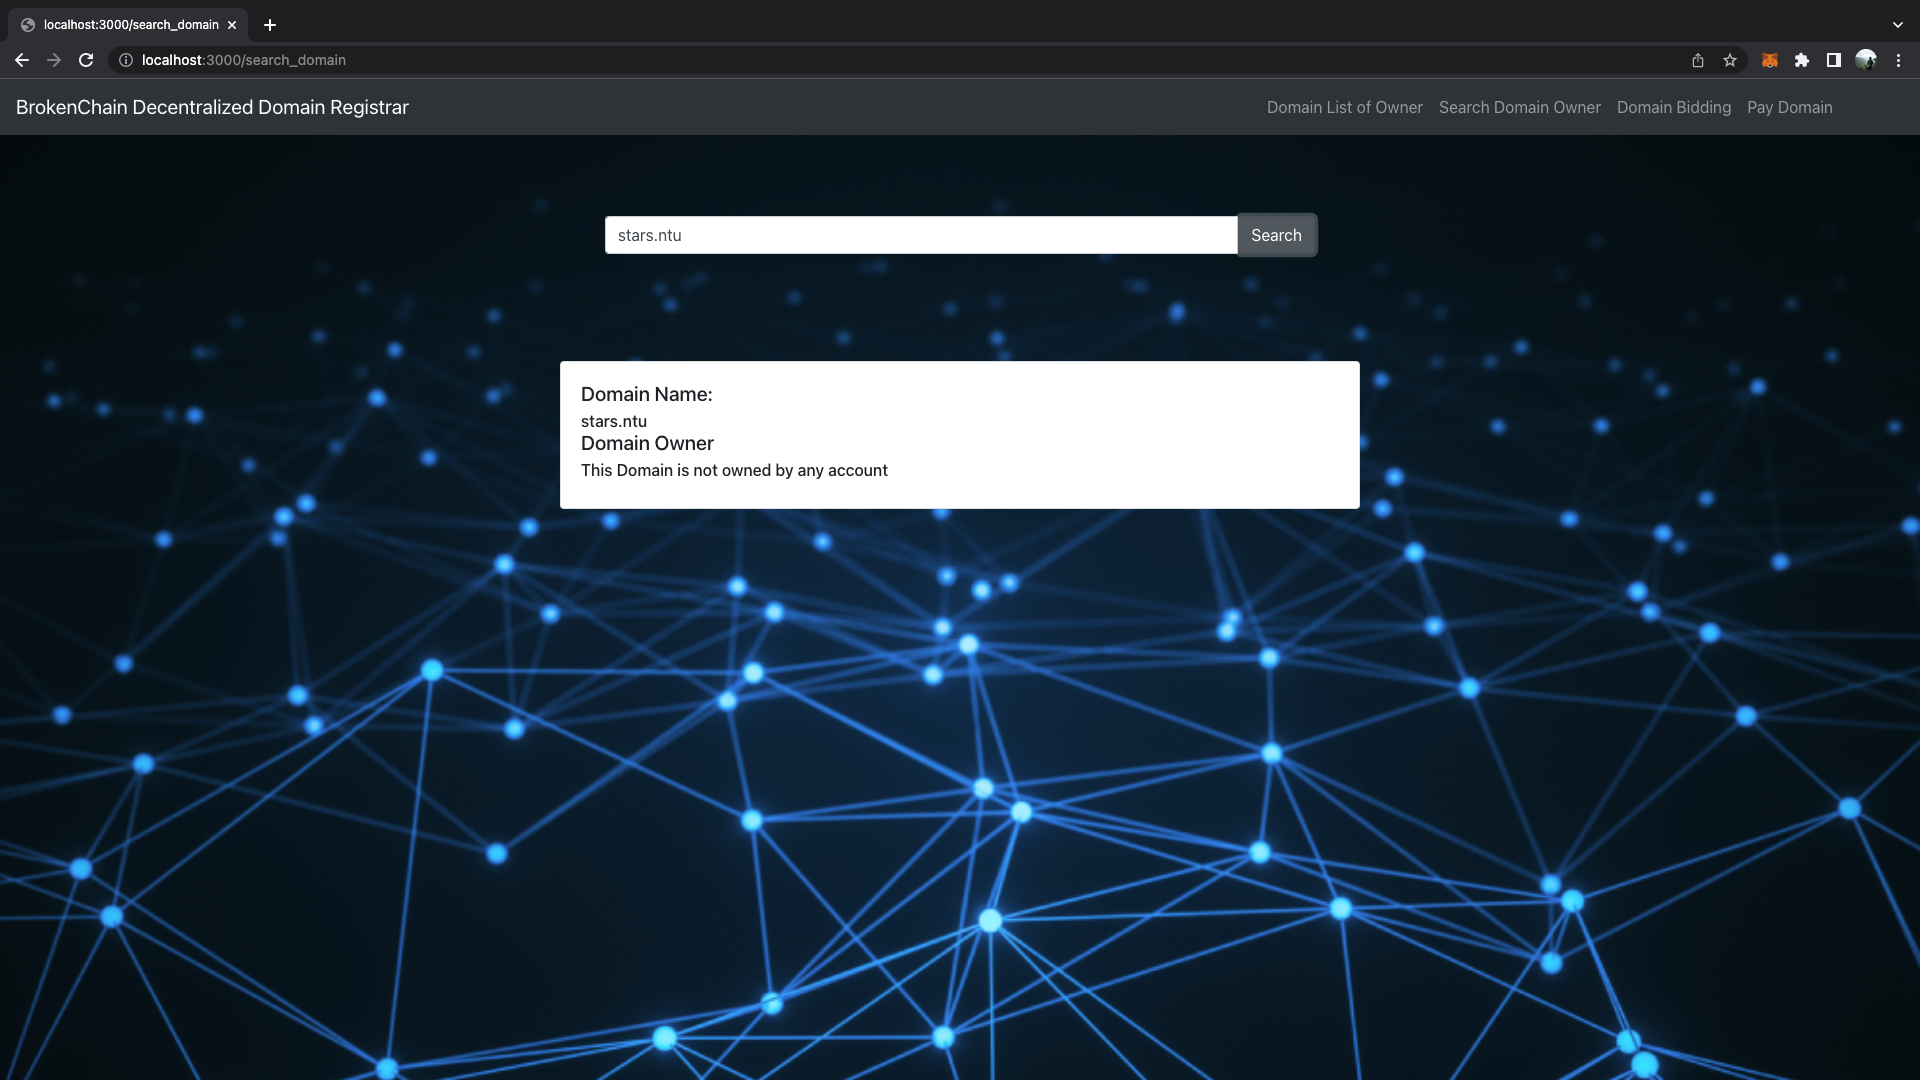 localhost:3000/search_domain
localhost:3000/search_domain
BrokenChain Decentralized Domain Registrar
Domain List of Owner Search Domain Owner Domain Bidding Pay Domain
stars.ntu Search
Domain Name:
stars.ntu
Domain Owner
This Domain is not owned by any account